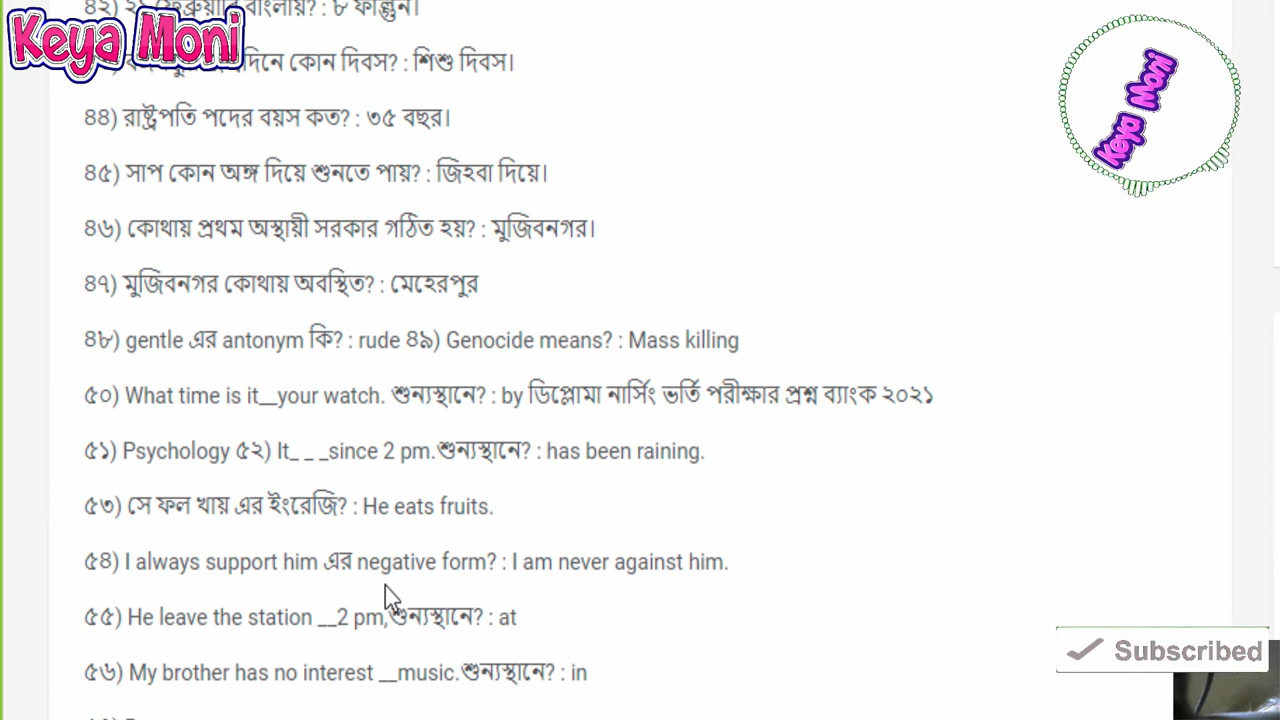 Keya Moni
৪২) ২১ ফেব্রুয়ারি বাংলায়? : ৮ ফাল্গুন।
দিনে কোন দিবস? : শিশু দিবস।
Keya Moni
৪৪) রাষ্ট্রপতি পদের বয়স কত? : ৩৫ বছর।
৪৫) সাপ কোন অঙ্গ দিয়ে শুনতে পায়? : জিহবা দিয়ে।
৪৬) কোথায় প্রথম অস্থায়ী সরকার গঠিত হয়? : মুজিবনগর।
৪৭) মুজিবনগর কোথায় অবস্থিত? : মেহেরপুর
৪৮) gentle এর antonym কি? : rude ৪৯) Genocide means? : Mass killing
৫০) What time is it__your watch. শুন্যস্থানে? : by ডিপ্লোমা নার্সিং ভর্তি পরীক্ষার প্রশ্ন ব্যাংক ২০২১
৫১) Psychology ৫২) It_ _ _since 2 pm.শুন্যস্থানে? : has been raining.
৫৩) সে ফল খায় এর ইংরেজি? : He eats fruits.
৫৪) I always support him এর negative form? : I am never against him.
৫৫) He leave the station __2 pm,শুন্যস্থানে? : at
৫৬) My brother has no interest __music.শুন্যস্থানে? : in
Subscribed